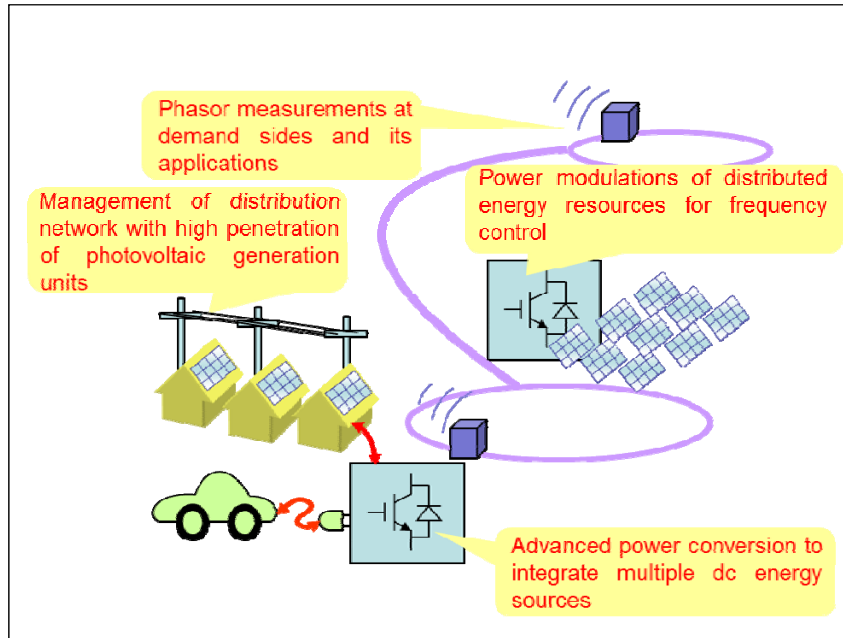 Phasor measurements at
demand sides and its
applications
Management of distribution
network with high penetration
of photovoltaic generation
units
Power modulations of distributed
energy resources for frequency
control
Advanced power conversion to
integrate multiple dc energy
sources